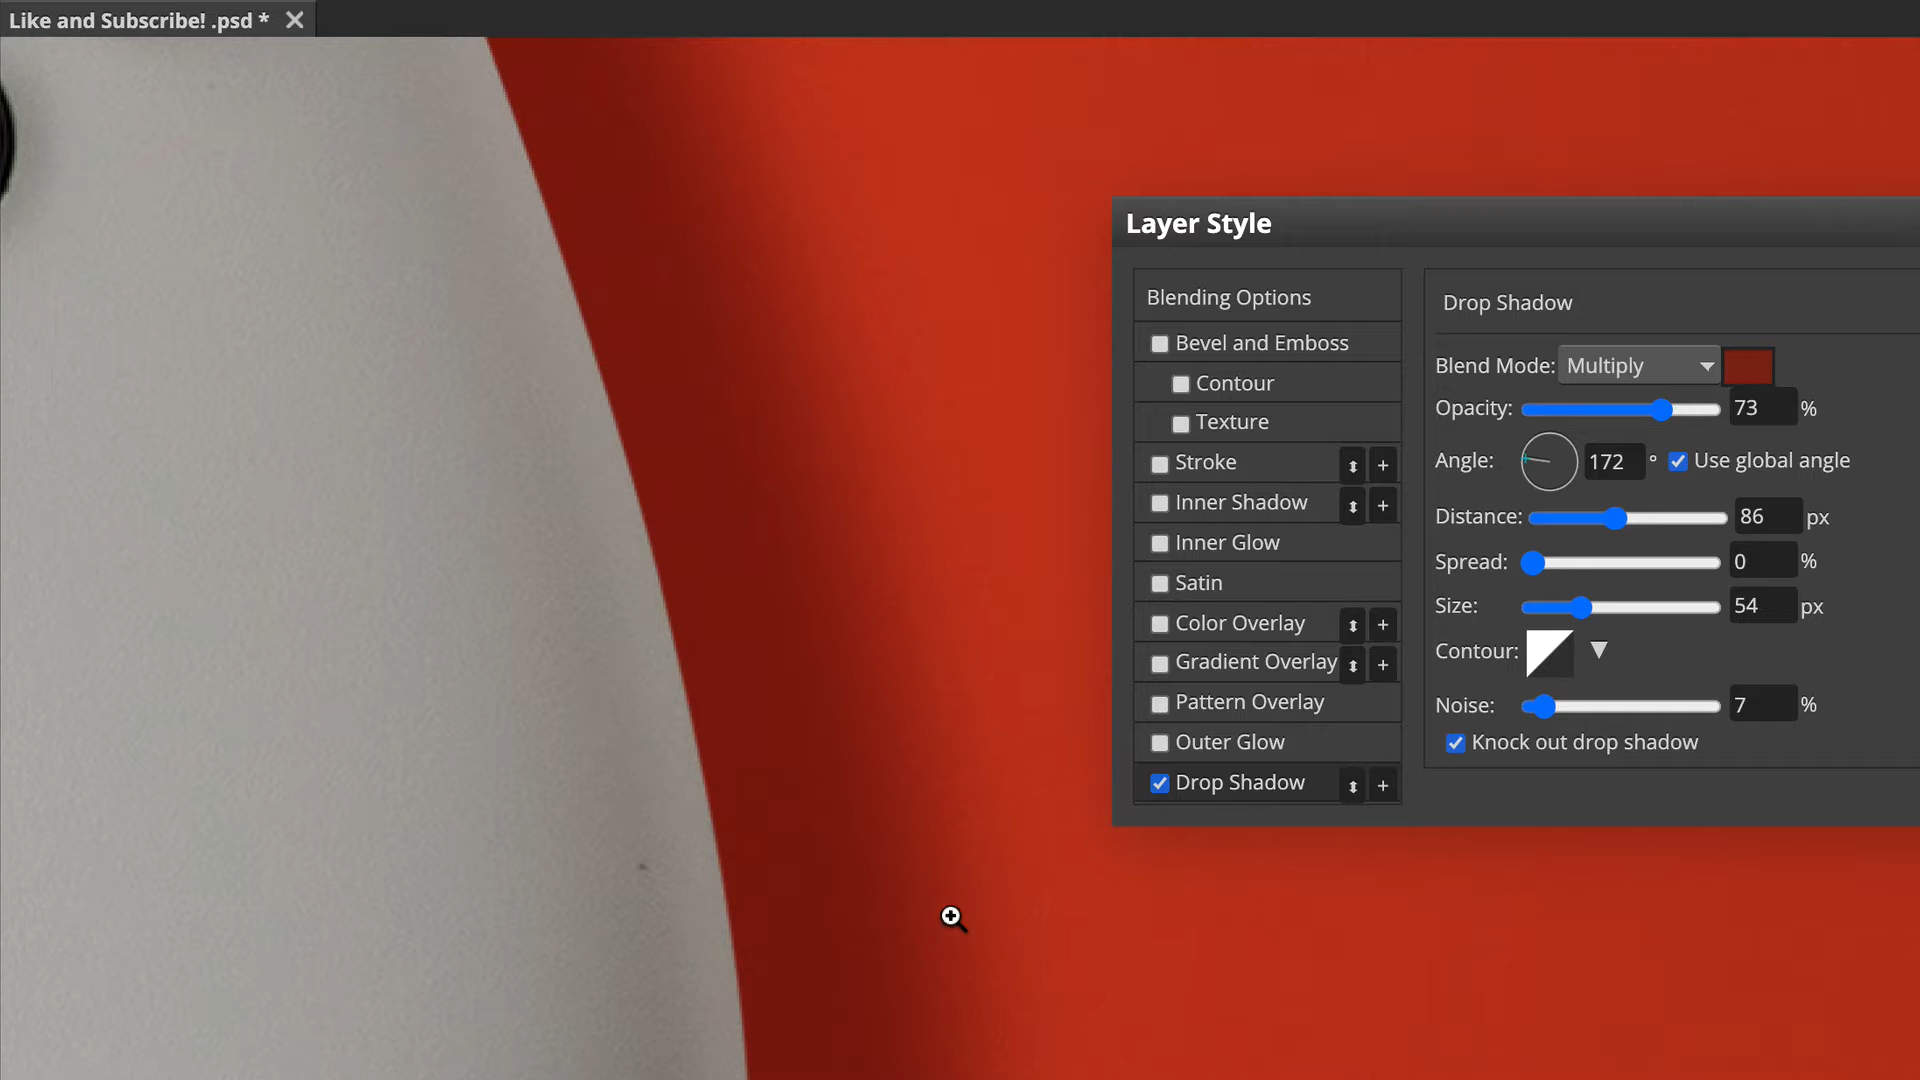 Like and Subscribe! .psd *
Layer Style
Blending Options
Bevel and Emboss
Contour
Texture
Stroke
+
Inner Shadow
+
Inner Glow
Satin
Color Overlay
+
Gradient Overlay
+
Pattern Overlay
Outer Glow
Drop Shadow
+
Drop Shadow
Blend Mode: Multiply
Opacity: 73 %
Angle: 172 ° Use global angle
Distance: 86 px
Spread: 0 %
Size: 54 px
Contour:
Noise: 7 %
Knock out drop shadow